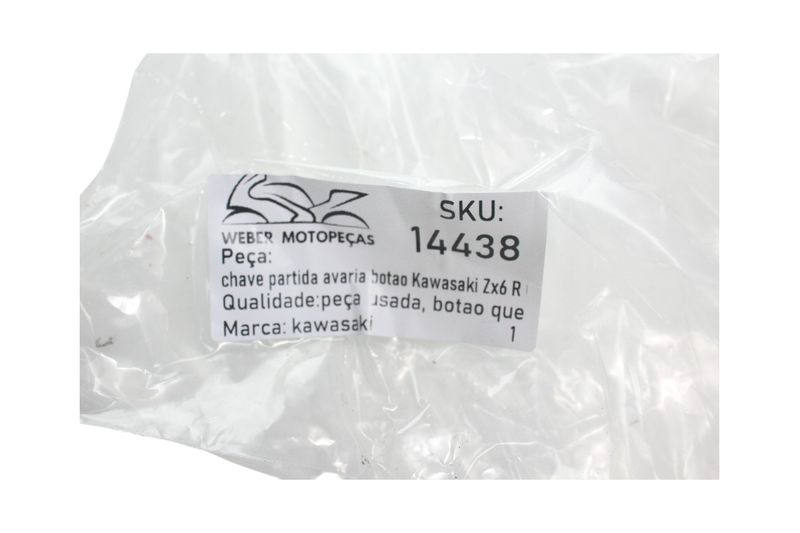 WEBER MOTOPEÇAS
SKU:
14438
Peça:
chave partida avaria botao Kawasaki Zx6 R
Qualidade:peça usada, botao que
Marca: kawasaki
1